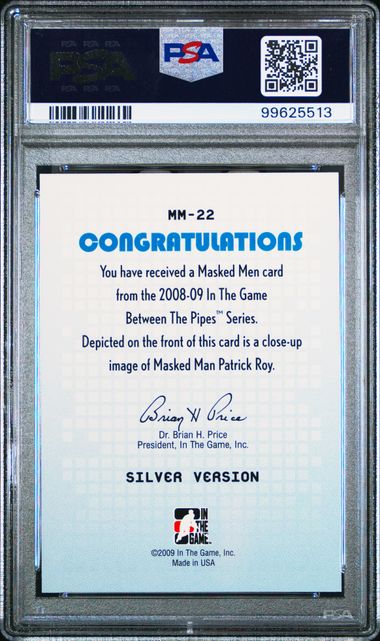 PSA
PSA
99625513
MM-22
CONGRATULATIONS
You have received a Masked Men card
from the 2008-09 In The Game
Between The Pipes™ Series.
Depicted on the front of this card is a close-up
image of Masked Man Patrick Roy.
Brian H Price
Dr. Brian H. Price
President, In The Game, Inc.
SILVER VERSION
IN
THE
GAME™
©2009 In The Game, Inc.
Made in USA
PSA